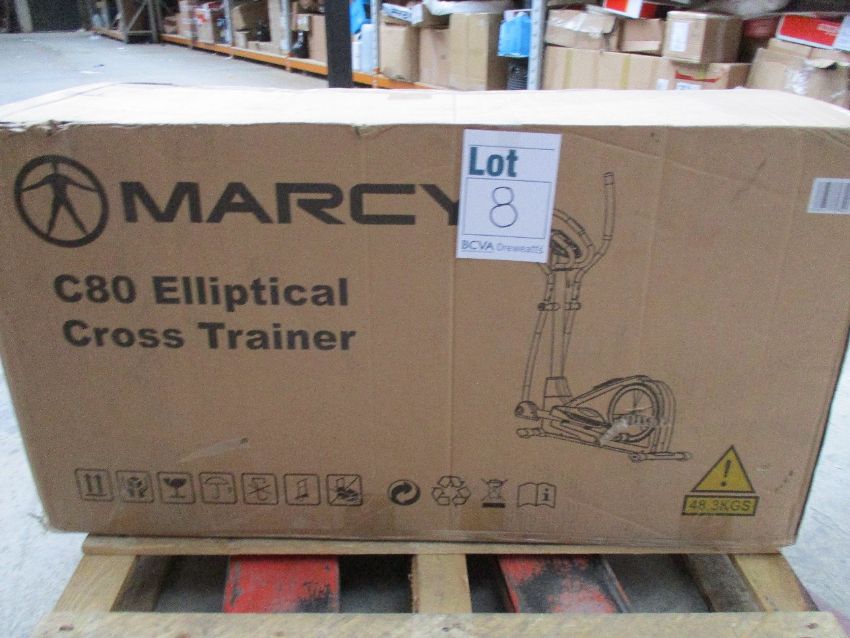 MARCY
Lot
8
BCVA Dreweatts
C80 Elliptical
Cross Trainer
48.3KGS